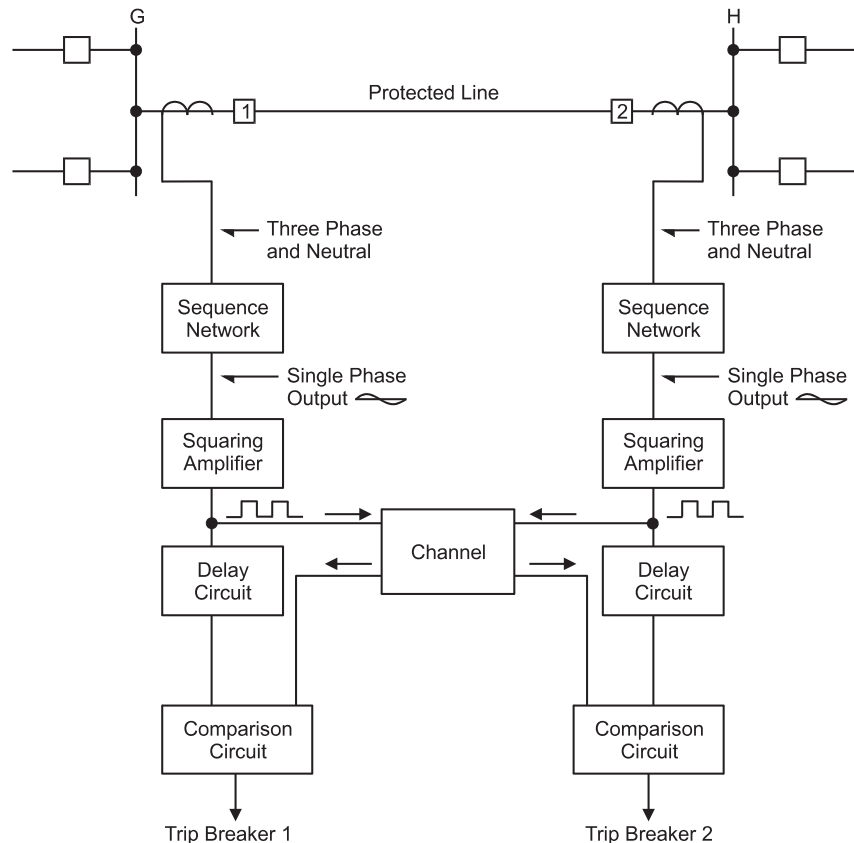 G
H
1
Protected Line
2
Three Phase
and Neutral
Three Phase
and Neutral
Sequence
Network
Sequence
Network
Single Phase
Output
Single Phase
Output
Squaring
Amplifier
Squaring
Amplifier
Channel
Delay
Circuit
Delay
Circuit
Comparison
Circuit
Comparison
Circuit
Trip Breaker 1
Trip Breaker 2